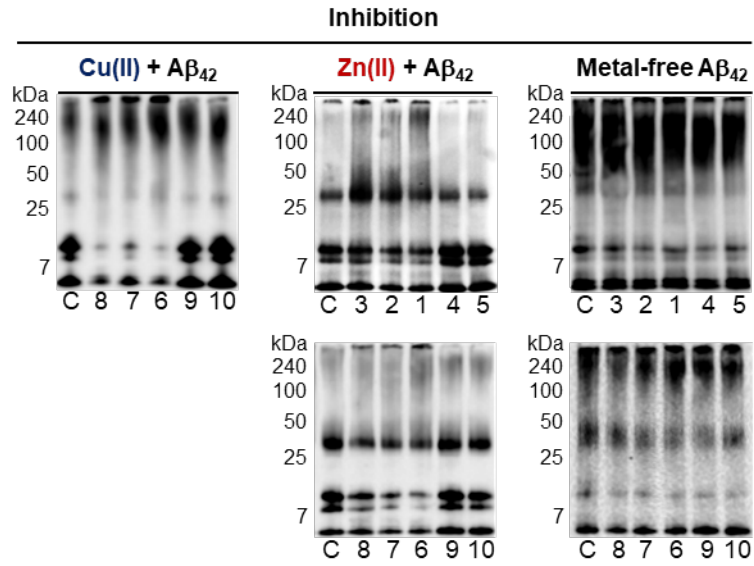 Inhibition
Cu(II) + Aβ42
Zn(II) + Aβ42
Metal-free Aβ42
kDa
240
100
50
25
7
C 8 7 6 9 10
kDa
240
100
50
25
7
C 3 2 1 4 5
kDa
240
100
50
25
7
C 3 2 1 4 5
kDa
240
100
50
25
7
C 8 7 6 9 10
kDa
240
100
50
25
7
C 8 7 6 9 10